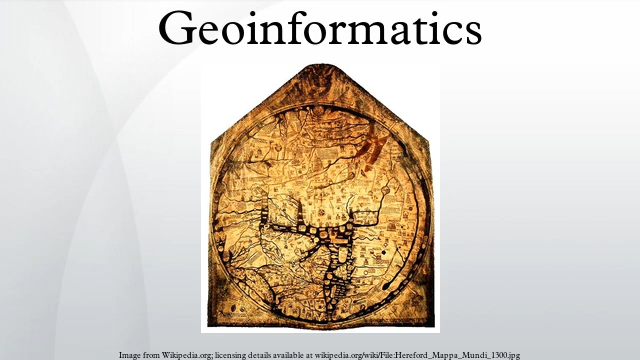 Geoinformatics
Image from Wikipedia.org; licensing details available at wikipedia.org/wiki/File:Hereford_Mappa_Mundi_1300.jpg